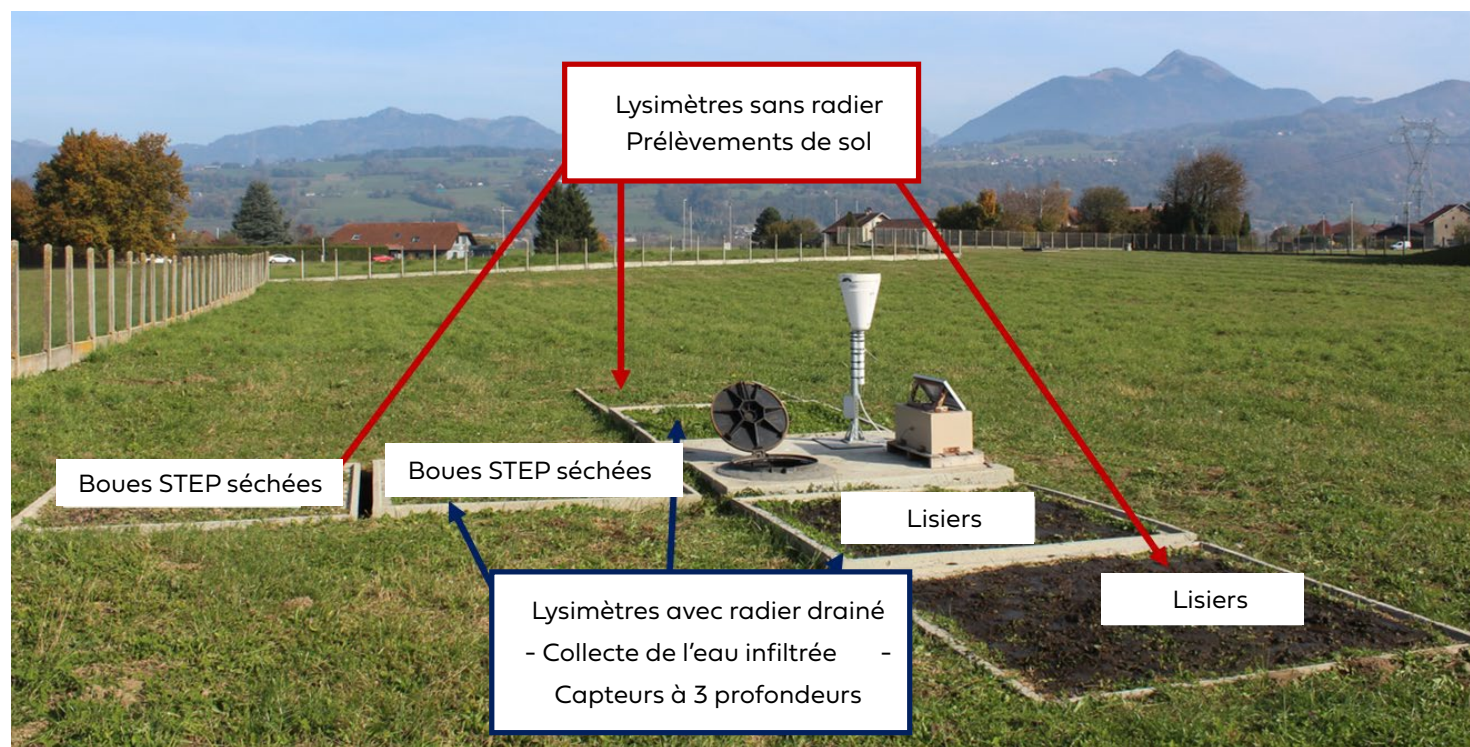 Lysimètres sans radier
Prélèvements de sol
Boues STEP séchées
Boues STEP séchées
Lisiers
Lisiers
Lysimètres avec radier drainé
- Collecte de l'eau infiltrée -
Capteurs à 3 profondeurs